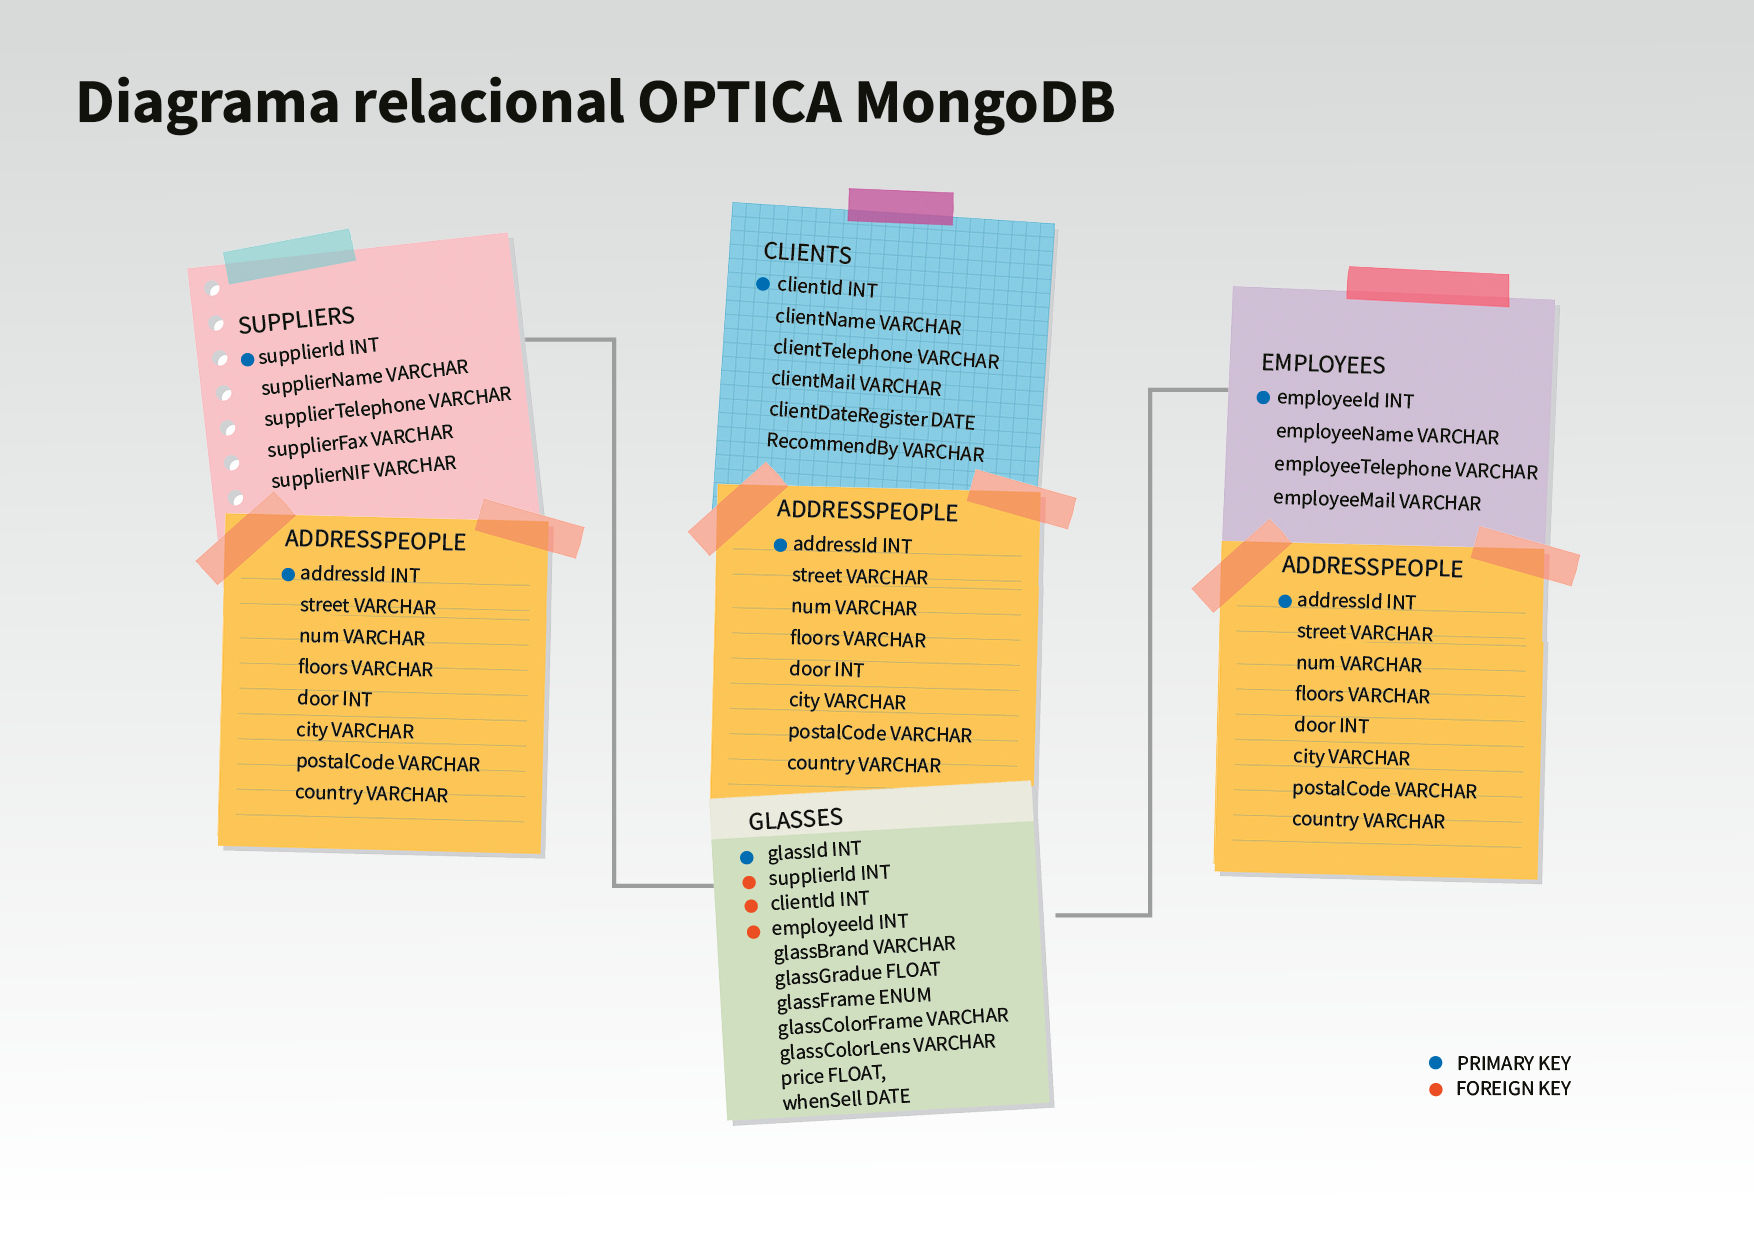 Diagrama relacional OPTICA MongoDB
SUPPLIERS
supplierId INT
supplierName VARCHAR
supplierTelephone VARCHAR
supplierFax VARCHAR
supplierNIF VARCHAR
ADDRESSPEOPLE
addressId INT
street VARCHAR
num VARCHAR
floors VARCHAR
door INT
city VARCHAR
postalCode VARCHAR
country VARCHAR
CLIENTS
clientId INT
clientName VARCHAR
clientTelephone VARCHAR
clientMail VARCHAR
clientDateRegister DATE
RecommendBy VARCHAR
ADDRESSPEOPLE
addressId INT
street VARCHAR
num VARCHAR
floors VARCHAR
door INT
city VARCHAR
postalCode VARCHAR
country VARCHAR
GLASSES
glassId INT
supplierId INT
clientId INT
employeeId INT
glassBrand VARCHAR
glassGradue FLOAT
glassFrame ENUM
glassColorFrame VARCHAR
glassColorLens VARCHAR
price FLOAT,
whenSell DATE
EMPLOYEES
employeeId INT
employeeName VARCHAR
employeeTelephone VARCHAR
employeeMail VARCHAR
ADDRESSPEOPLE
addressId INT
street VARCHAR
num VARCHAR
floors VARCHAR
door INT
city VARCHAR
postalCode VARCHAR
country VARCHAR
PRIMARY KEY
FOREIGN KEY